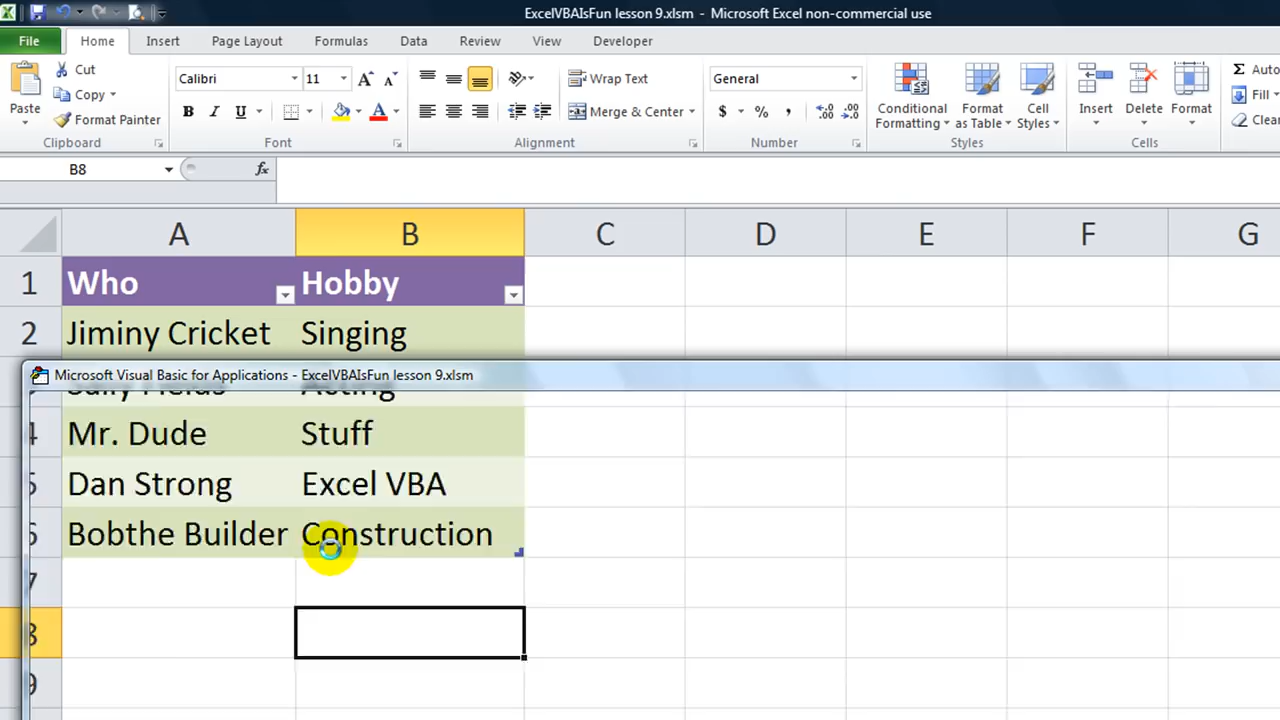 ExcelVBAIsFun lesson 9.xlsm - Microsoft Excel non-commercial use
File Home Insert Page Layout Formulas Data Review View Developer
Cut Calibri 11 Wrap Text General Auto
Paste Copy Format Painter Merge & Center $ % , Conditional Formatting Format as Table Cell Styles Insert Delete Format Fill Clear
Clipboard Font Alignment Number Styles Cells
B8 fx
A B C D E F G
1 Who Hobby
2 Jiminy Cricket Singing
Microsoft Visual Basic for Applications - ExcelVBAIsFun lesson 9.xlsm
4 Mr. Dude Stuff
5 Dan Strong Excel VBA
6 Bobthe Builder Construction
7
8
9